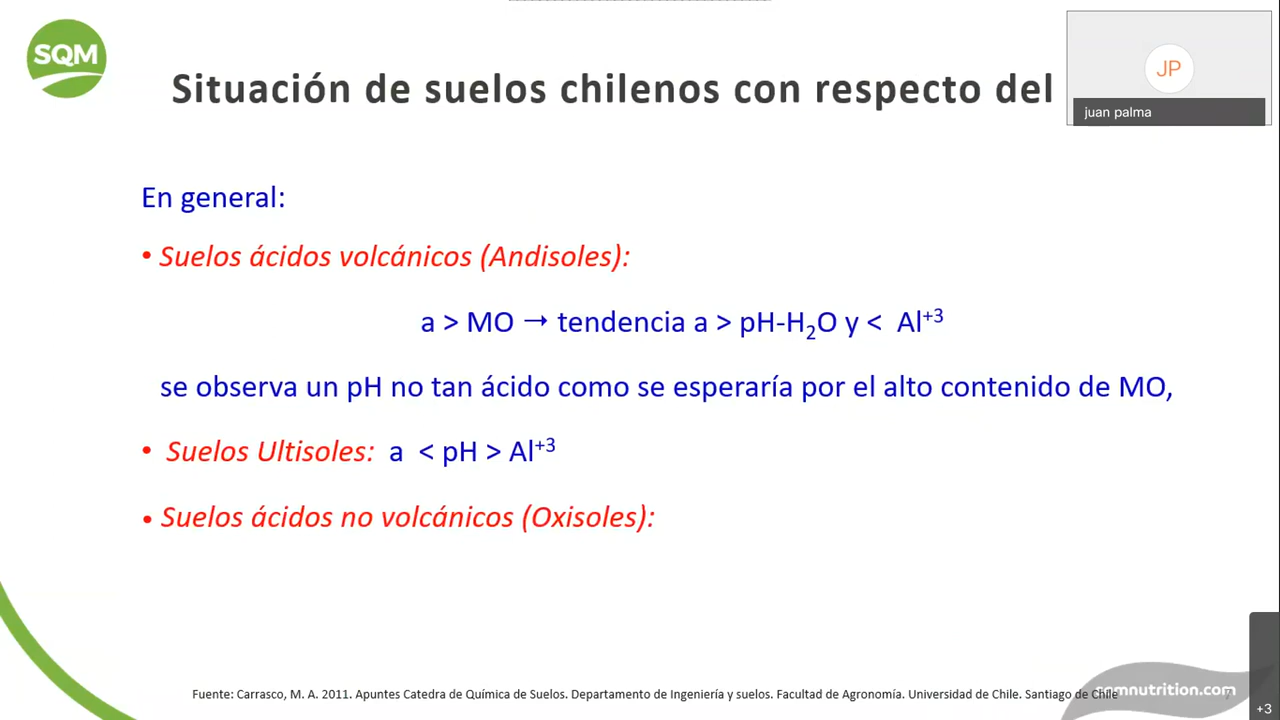 SQM
Situación de suelos chilenos con respecto del
JP
juan palma
En general:
• Suelos ácidos volcánicos (Andisoles):
a > MO → tendencia a > pH-H₂O y < Al⁺³
se observa un pH no tan ácido como se esperaría por el alto contenido de MO,
• Suelos Ultisoles: a < pH > Al⁺³
• Suelos ácidos no volcánicos (Oxisoles):
Fuente: Carrasco, M. A. 2011. Apuntes Catedra de Química de Suelos. Departamento de Ingeniería y suelos. Facultad de Agronomía. Universidad de Chile. Santiago de Chile
sqmnutrition.com
7
+3